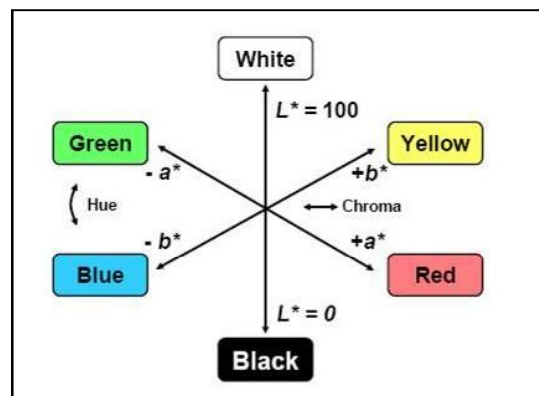 White
L* = 100
Green
Yellow
- a*
+b*
Hue
Chroma
- b*
+a*
Blue
Red
L* = 0
Black